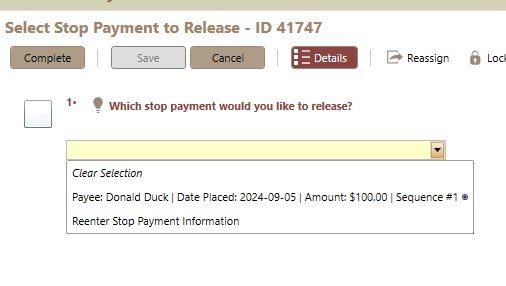 Select Stop Payment to Release - ID 41747
Complete Save Cancel Details Reassign
1• Which stop payment would you like to release?
Clear Selection
Payee: Donald Duck | Date Placed: 2024-09-05 | Amount: $100.00 | Sequence #1
Reenter Stop Payment Information